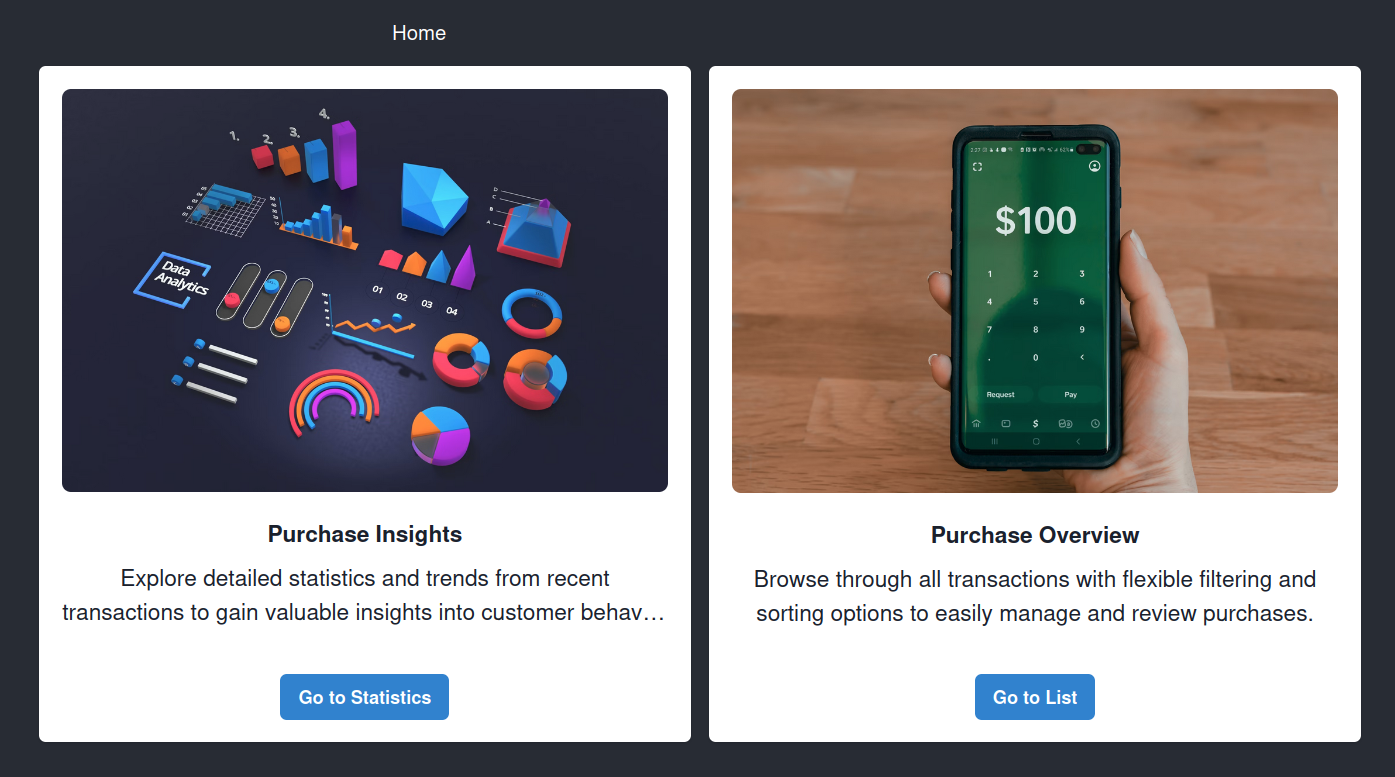 Home
1.
2.
3.
4.
D
C
B
A
Data
Analytics
01
02
03
04
$100
1 2 3
4 5 6
7 8 9
. 0 <
Request Pay
$
Purchase Insights
Explore detailed statistics and trends from recent
transactions to gain valuable insights into customer behav…
Go to Statistics
Purchase Overview
Browse through all transactions with flexible filtering and
sorting options to easily manage and review purchases.
Go to List